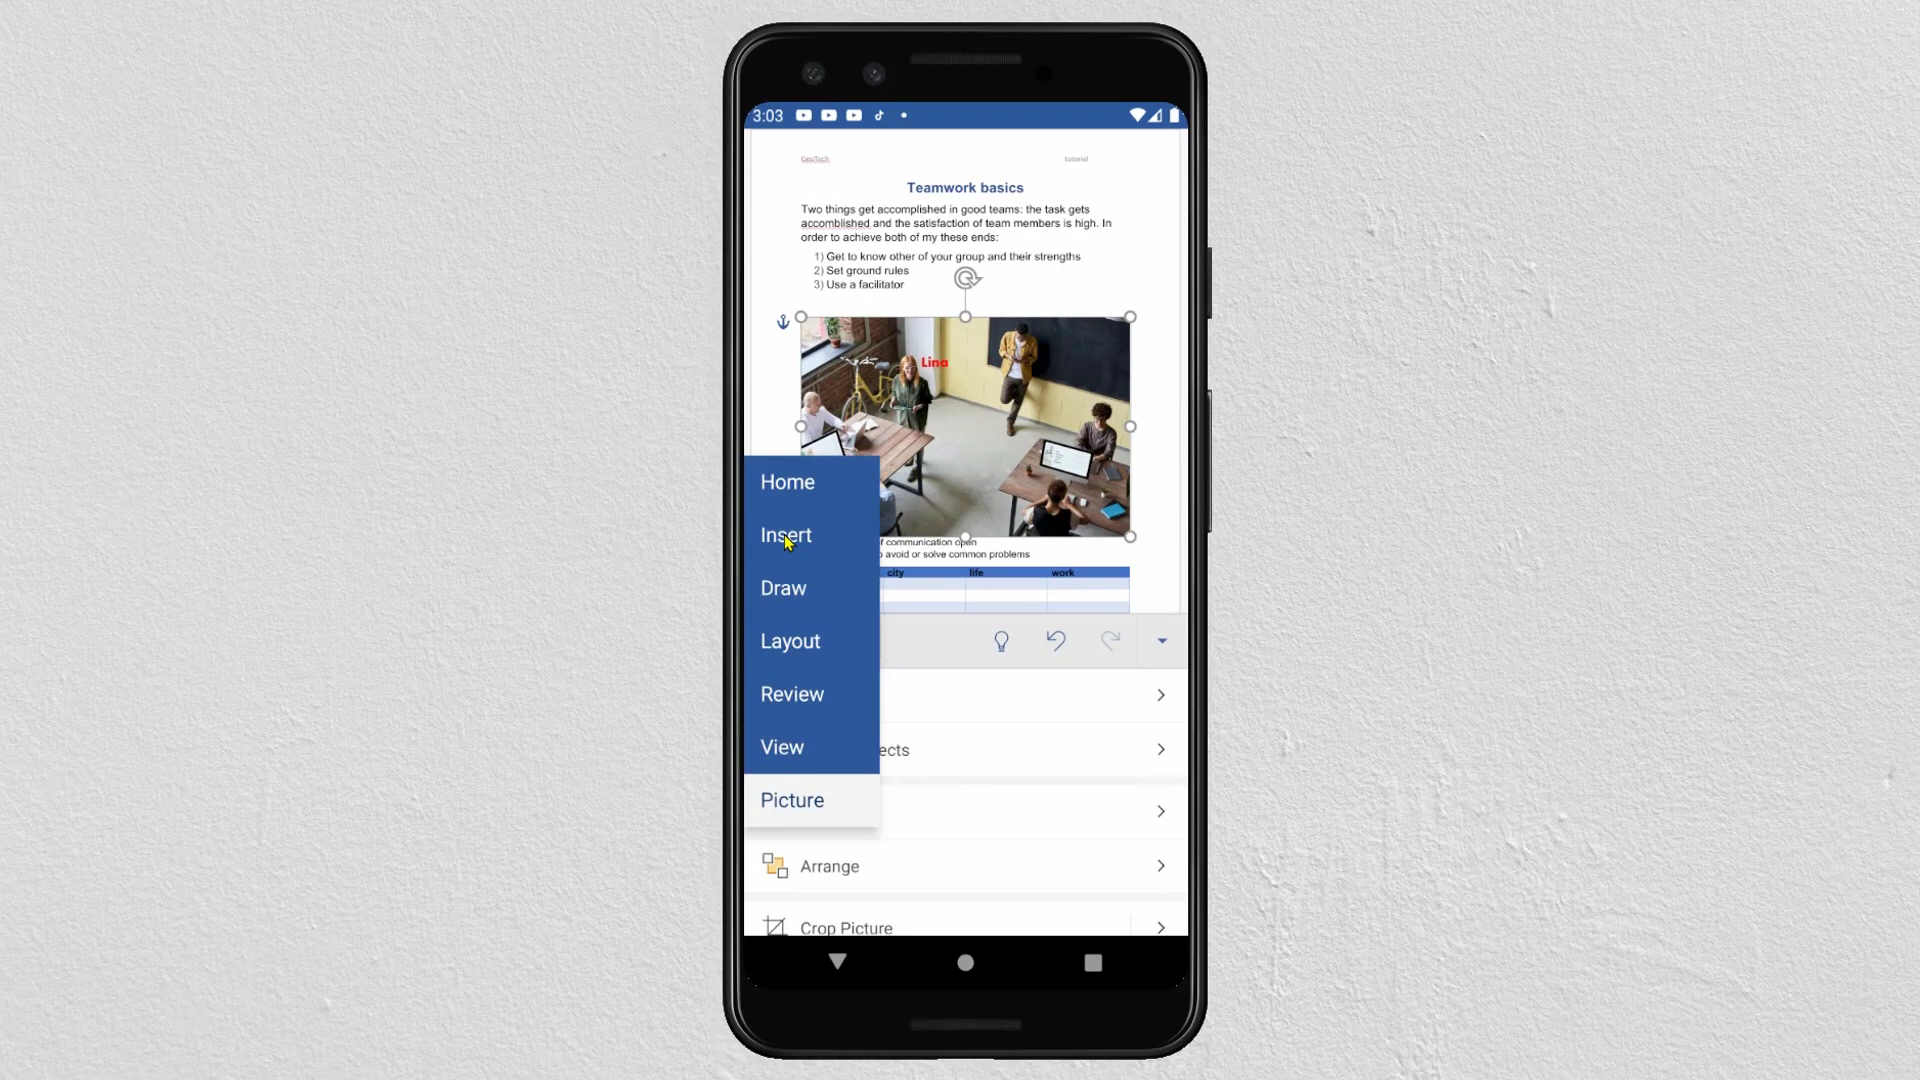 3:03
GeoTech
tutorial
Teamwork basics
Two things get accomplished in good teams: the task gets
accomblished and the satisfaction of team members is high. In
order to achieve both of my these ends:
1) Get to know other of your group and their strengths
2) Set ground rules
3) Use a facilitator
Lina
f communication open
o avoid or solve common problems
city life work
Home
Insert
Draw
Layout
Review
View
Picture
ects
Arrange
Crop Picture